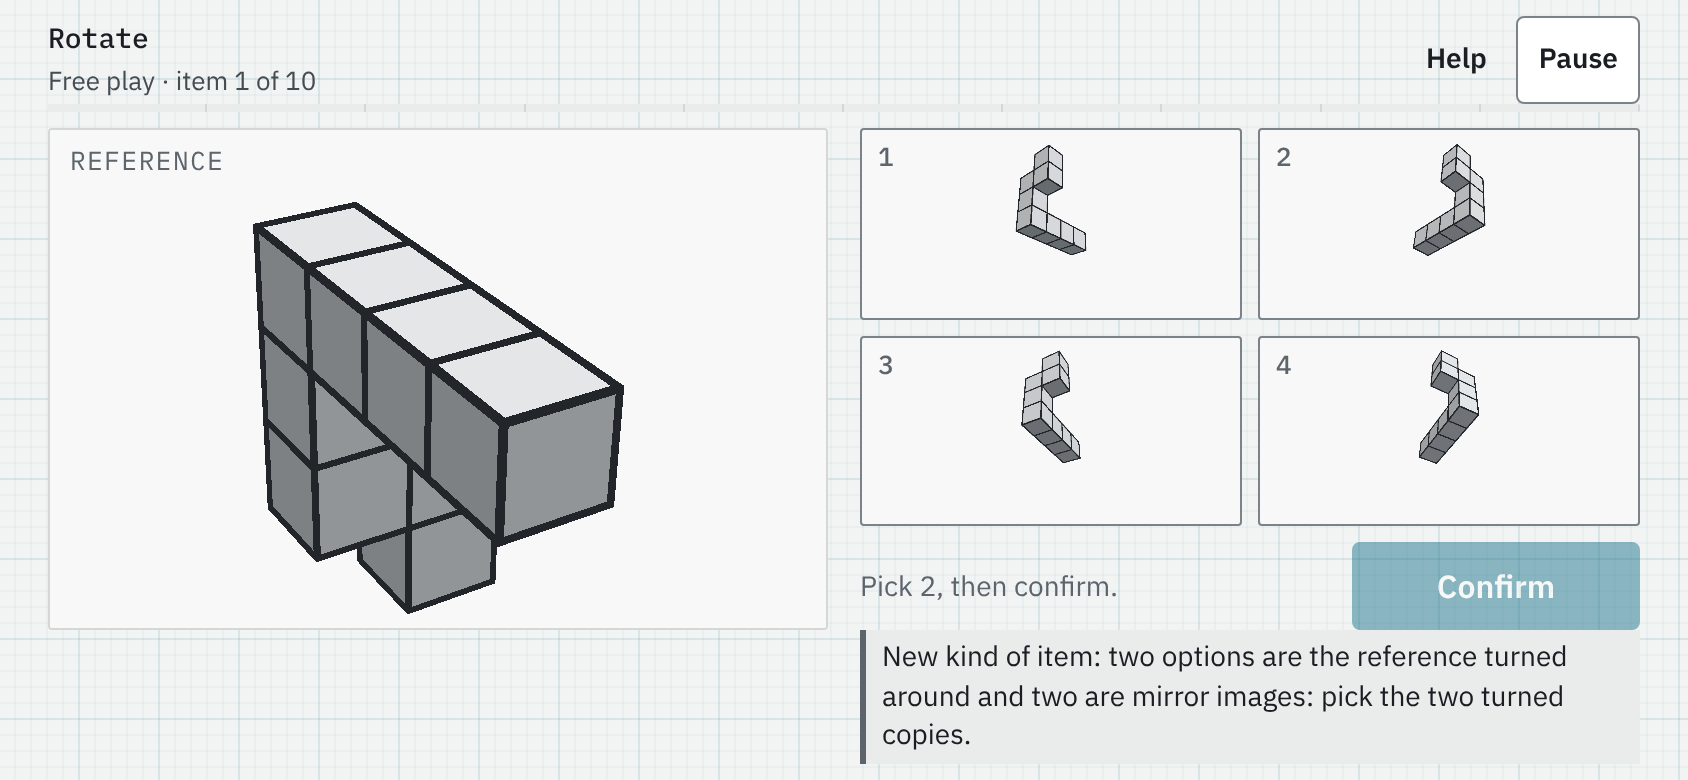 Rotate
Free play · item 1 of 10
Help
Pause
REFERENCE
1
2
3
4
Pick 2, then confirm.
Confirm
New kind of item: two options are the reference turned
around and two are mirror images: pick the two turned
copies.